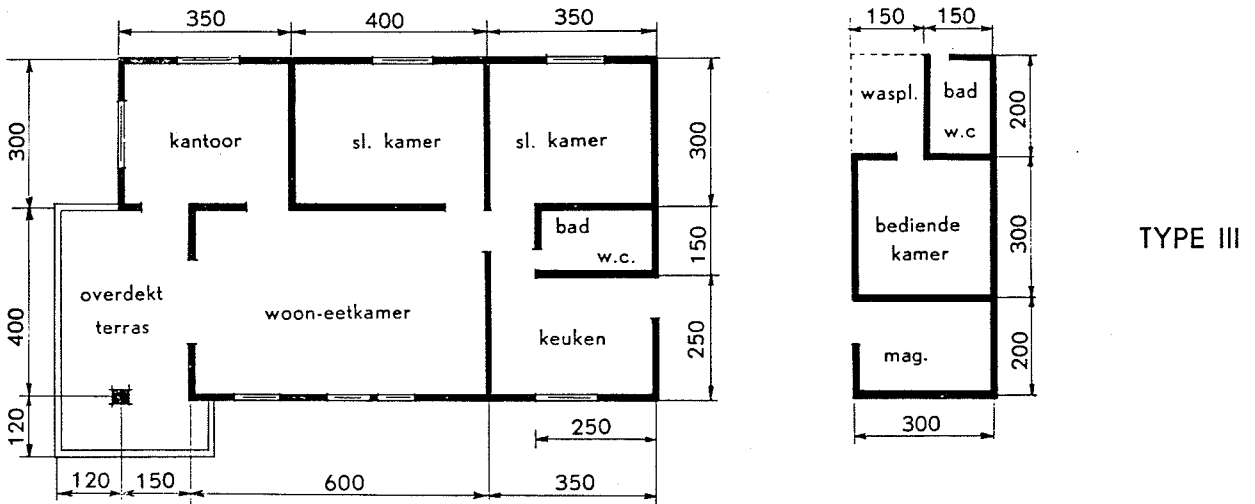 350 400 350
150 150
300
kantoor
sl. kamer
sl. kamer
300
waspl.
bad
w.c
200
bad
w.c.
150
bediende
kamer
300
TYPE III
400
overdekt
terras
woon-eetkamer
keuken
250
mag.
200
120
250
300
120 150 600 350